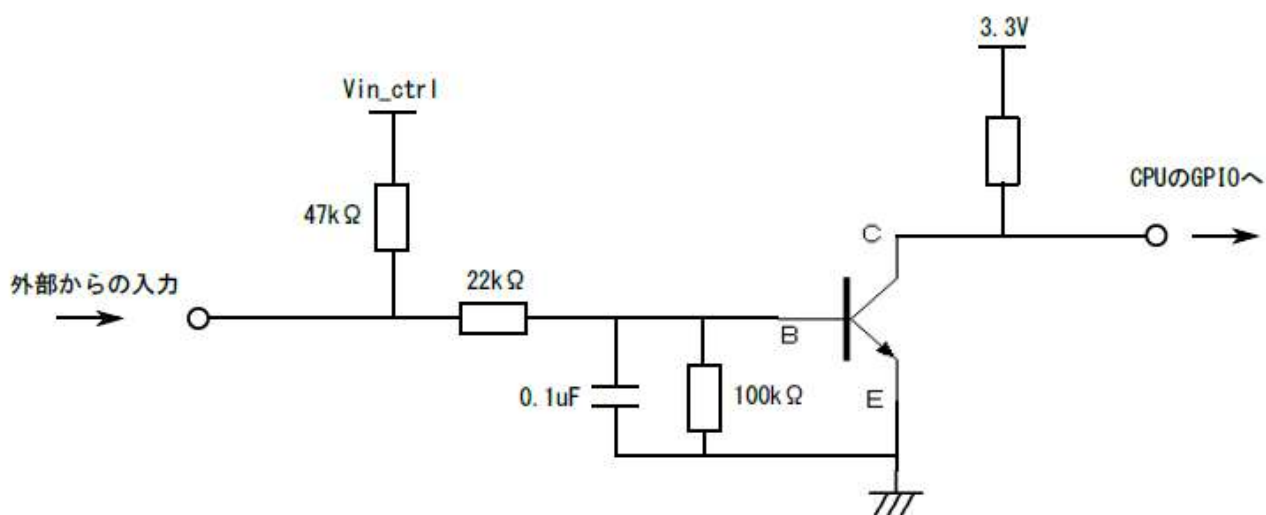 3.3V
Vin_ctrl
CPUのGPIOへ
47kΩ
C
外部からの入力
22kΩ
B
0.1uF
100kΩ
E